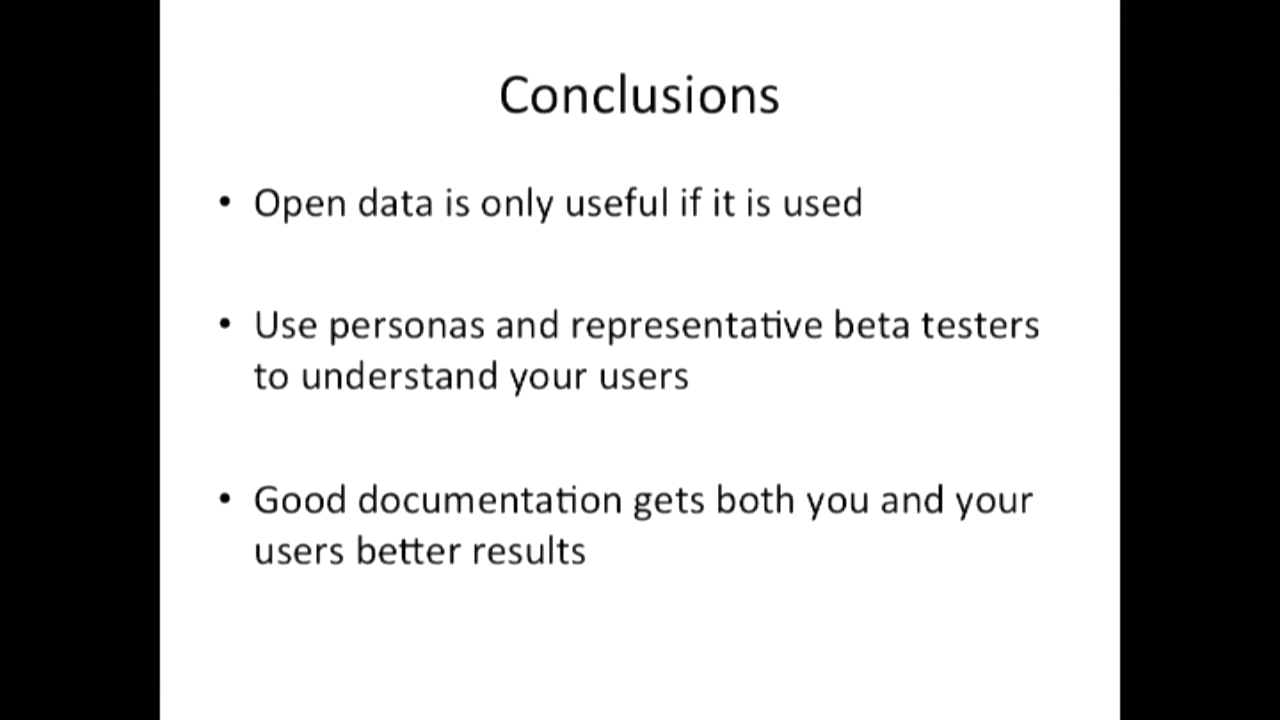 Conclusions
• Open data is only useful if it is used
• Use personas and representative beta testers
to understand your users
• Good documentation gets both you and your
users better results